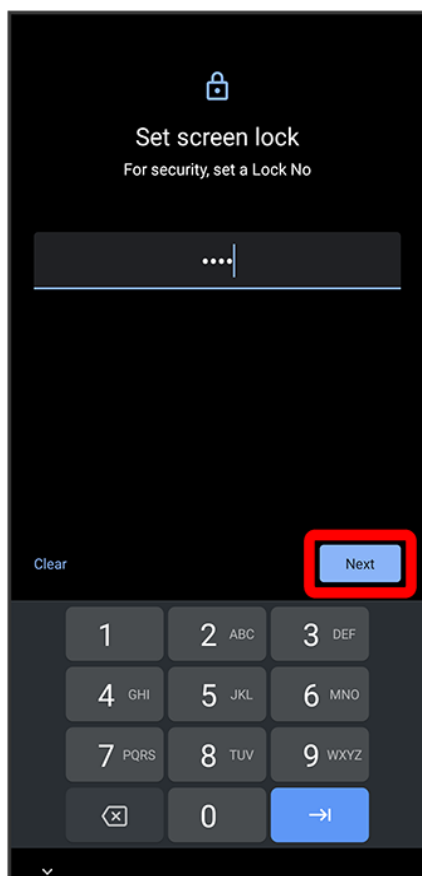 Set screen lock
For security, set a Lock No
••••
Clear Next
1 2 ABC 3 DEF
4 GHI 5 JKL 6 MNO
7 PQRS 8 TUV 9 WXYZ
0